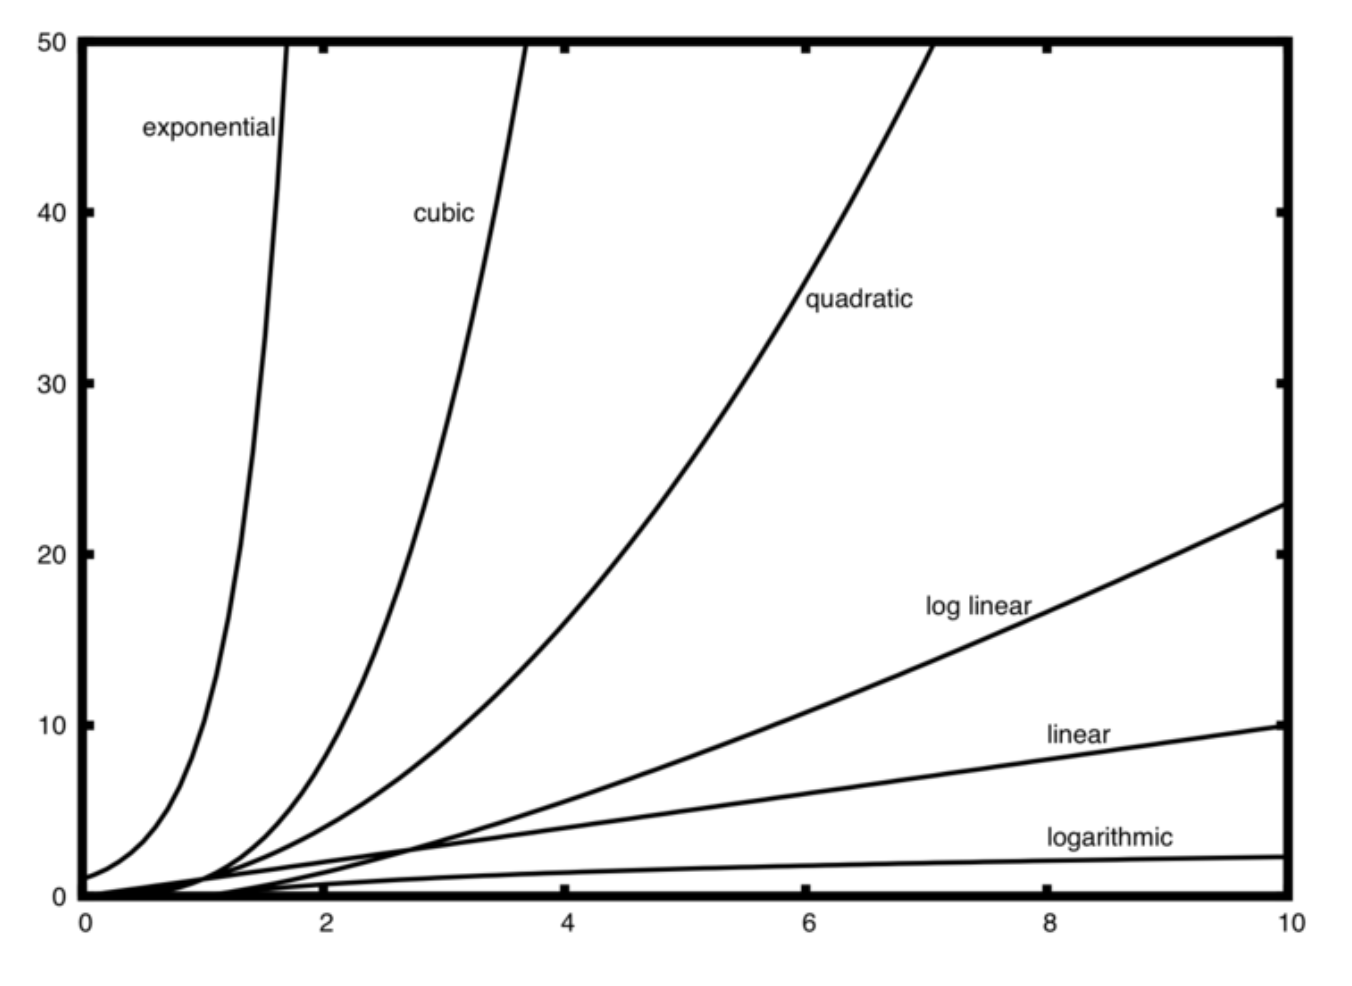 50
exponential
40
cubic
quadratic
30
20
log linear
10
linear
logarithmic
0
0 2 4 6 8 10